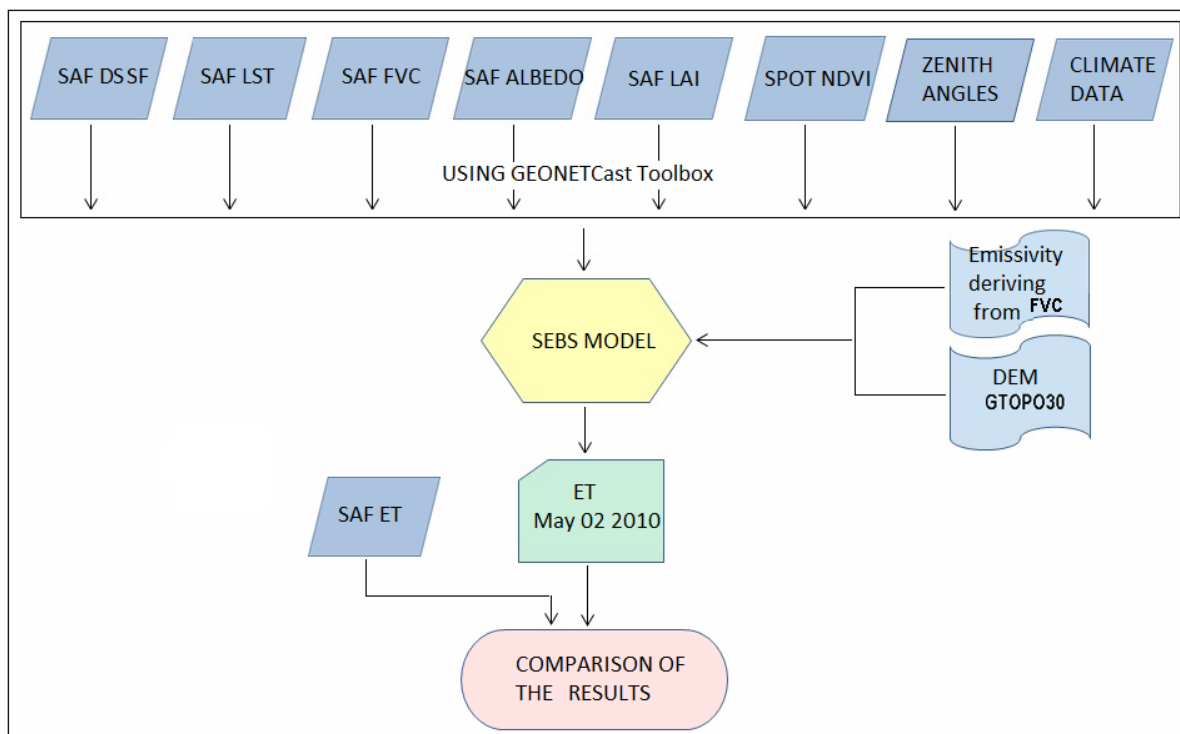 SAF DSSF
SAF LST
SAF FVC
SAF ALBEDO
SAF LAI
SPOT NDVI
ZENITH
ANGLES
CLIMATE
DATA
USING GEONETCast Toolbox
Emissivity
deriving
from FVC
SEBS MODEL
DEM
GTOPO30
SAF ET
ET
May 02 2010
COMPARISON OF
THE RESULTS